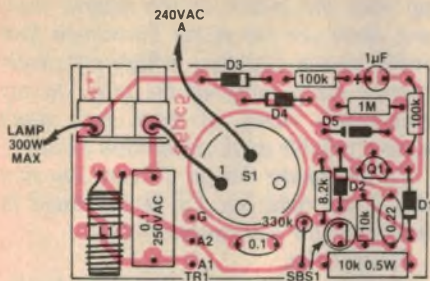 240VAC
A
D3
100k
1µF
+
D4
1M
100k
D5
LAMP
300W
MAX
S1
1
Q1
8.2k
D2
D1
L1
0.1
250VAC
G
330k
A2
0.1
10k
0.22
A1
TR1
SBS1
10k 0.5W